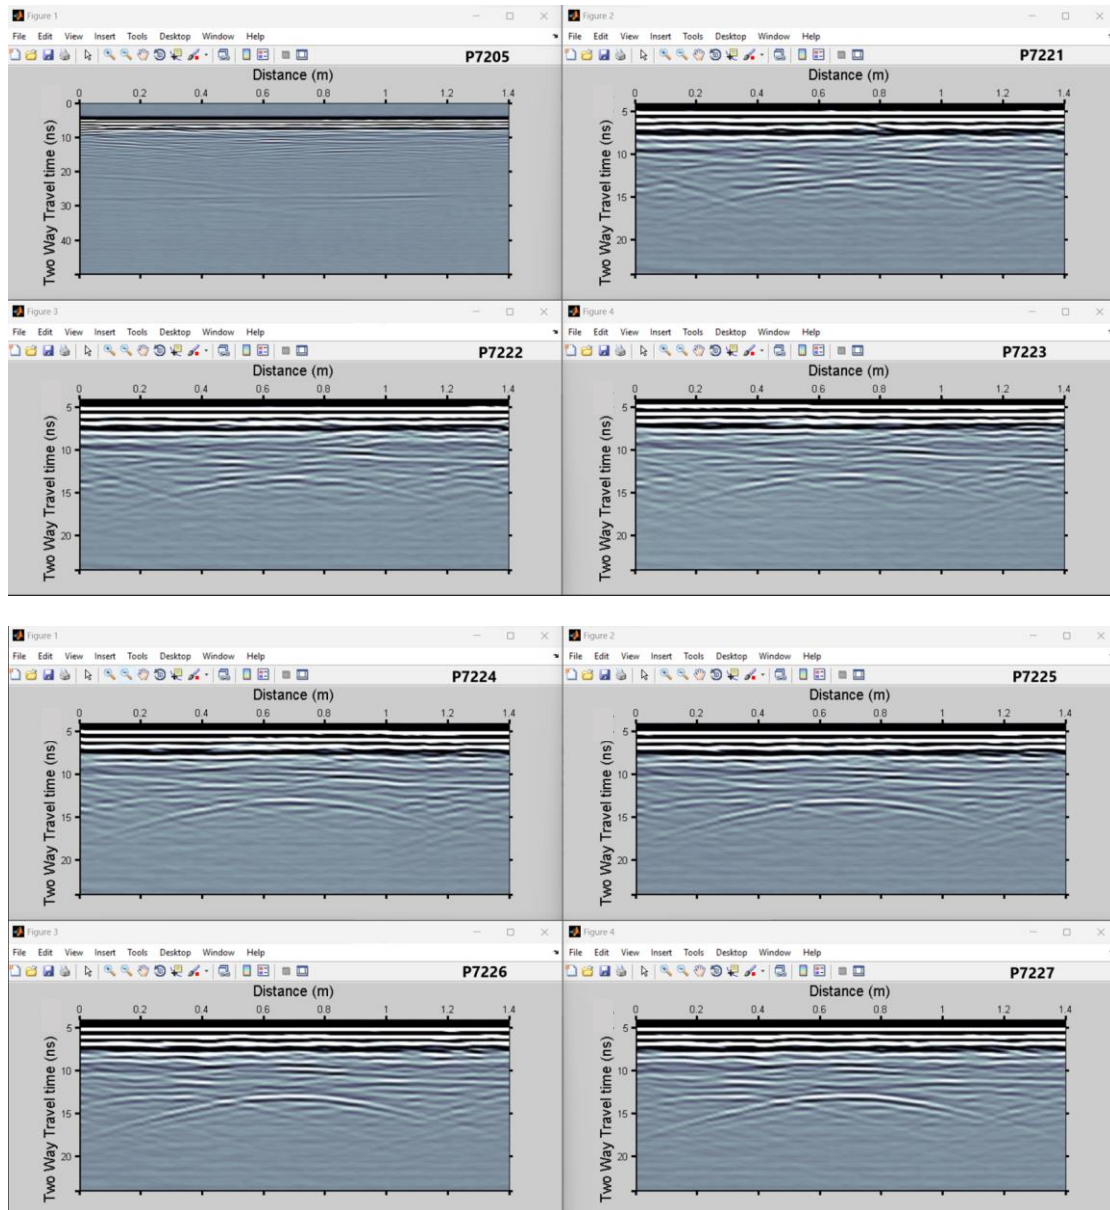 Figure 1
File Edit View Insert Tools Desktop Window Help
P7205
Distance (m)
0 0.2 0.4 0.6 0.8 1 1.2 1.4
Two Way Travel time (ns)
0
10
20
30
40
Figure 2
File Edit View Insert Tools Desktop Window Help
P7221
Distance (m)
0 0.2 0.4 0.6 0.8 1 1.2 1.4
Two Way Travel time (ns)
5
10
15
20
Figure 3
File Edit View Insert Tools Desktop Window Help
P7222
Distance (m)
0 0.2 0.4 0.6 0.8 1 1.2 1.4
Two Way Travel time (ns)
5
10
15
20
Figure 4
File Edit View Insert Tools Desktop Window Help
P7223
Distance (m)
0 0.2 0.4 0.6 0.8 1 1.2 1.4
Two Way Travel time (ns)
5
10
15
20
Figure 1
File Edit View Insert Tools Desktop Window Help
P7224
Distance (m)
0 0.2 0.4 0.6 0.8 1 1.2 1.4
Two Way Travel time (ns)
5
10
15
20
Figure 2
File Edit View Insert Tools Desktop Window Help
P7225
Distance (m)
0 0.2 0.4 0.6 0.8 1 1.2 1.4
Two Way Travel time (ns)
5
10
15
20
Figure 3
File Edit View Insert Tools Desktop Window Help
P7226
Distance (m)
0 0.2 0.4 0.6 0.8 1 1.2 1.4
Two Way Travel time (ns)
5
10
15
20
Figure 4
File Edit View Insert Tools Desktop Window Help
P7227
Distance (m)
0 0.2 0.4 0.6 0.8 1 1.2 1.4
Two Way Travel time (ns)
5
10
15
20